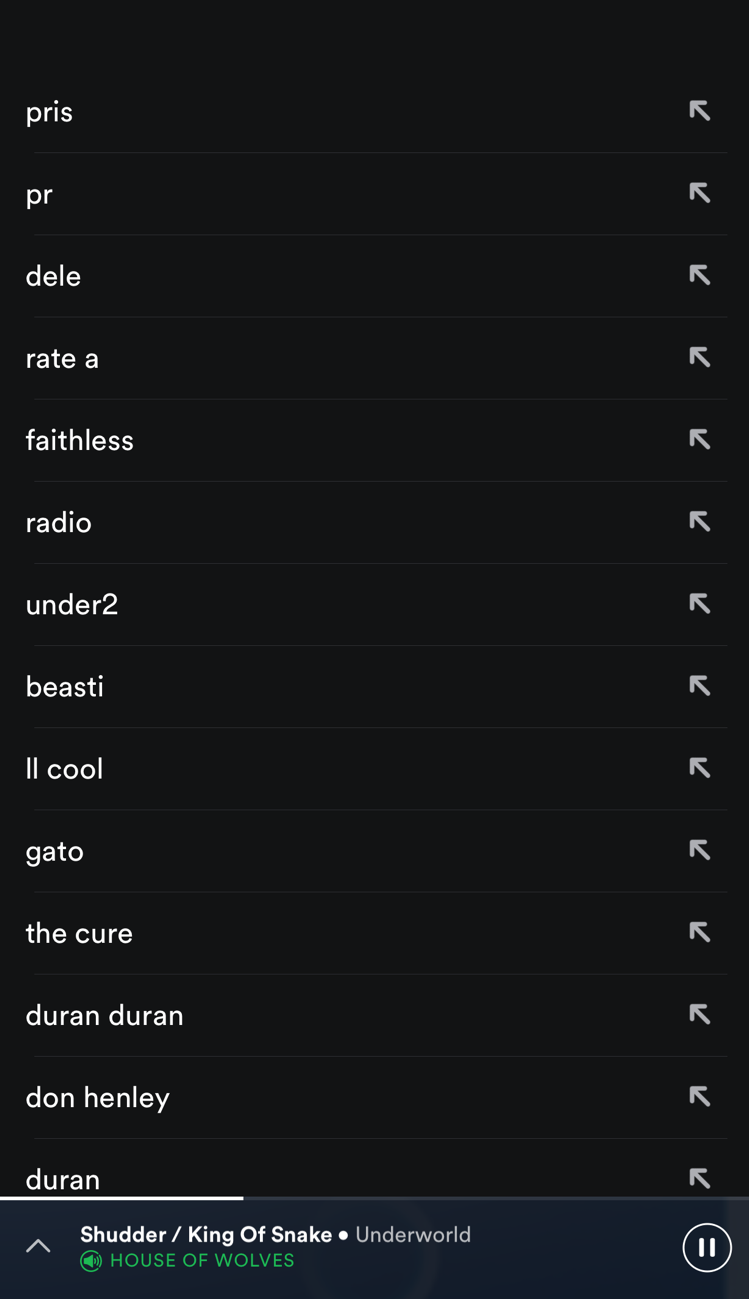 pris
pr
dele
rate a
faithless
radio
under2
beasti
ll cool
gato
the cure
duran duran
don henley
duran
Shudder / King Of Snake • Underworld
HOUSE OF WOLVES